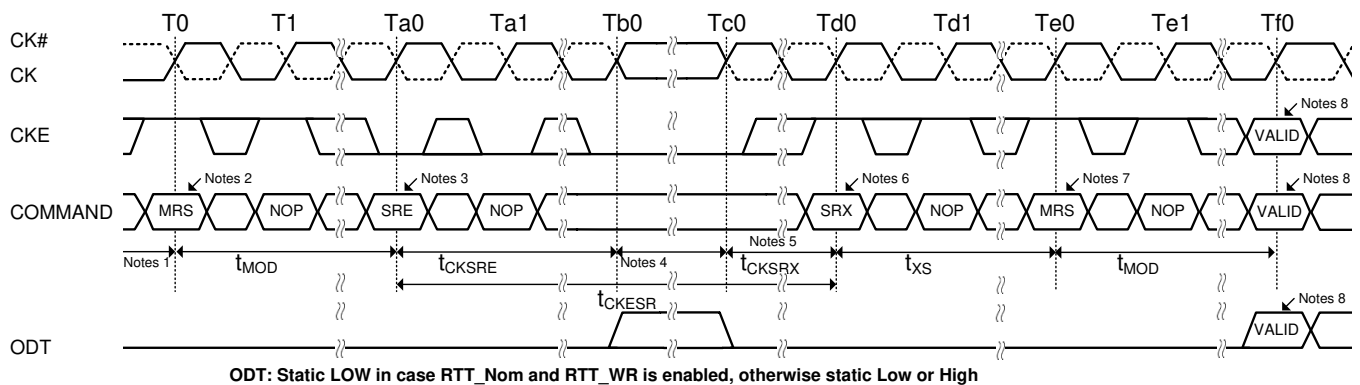 T0 T1 Ta0 Ta1 Tb0 Tc0 Td0 Td1 Te0 Te1 Tf0
CK#
CK
Notes 8
CKE VALID
Notes 2 Notes 3 Notes 6 Notes 7 Notes 8
COMMAND MRS NOP SRE NOP SRX NOP MRS NOP VALID
Notes 1 tMOD tCKSRE Notes 4 Notes 5 tCKSRX tXS tMOD
tCKESR
Notes 8
VALID
ODT
ODT: Static LOW in case RTT_Nom and RTT_WR is enabled, otherwise static Low or High